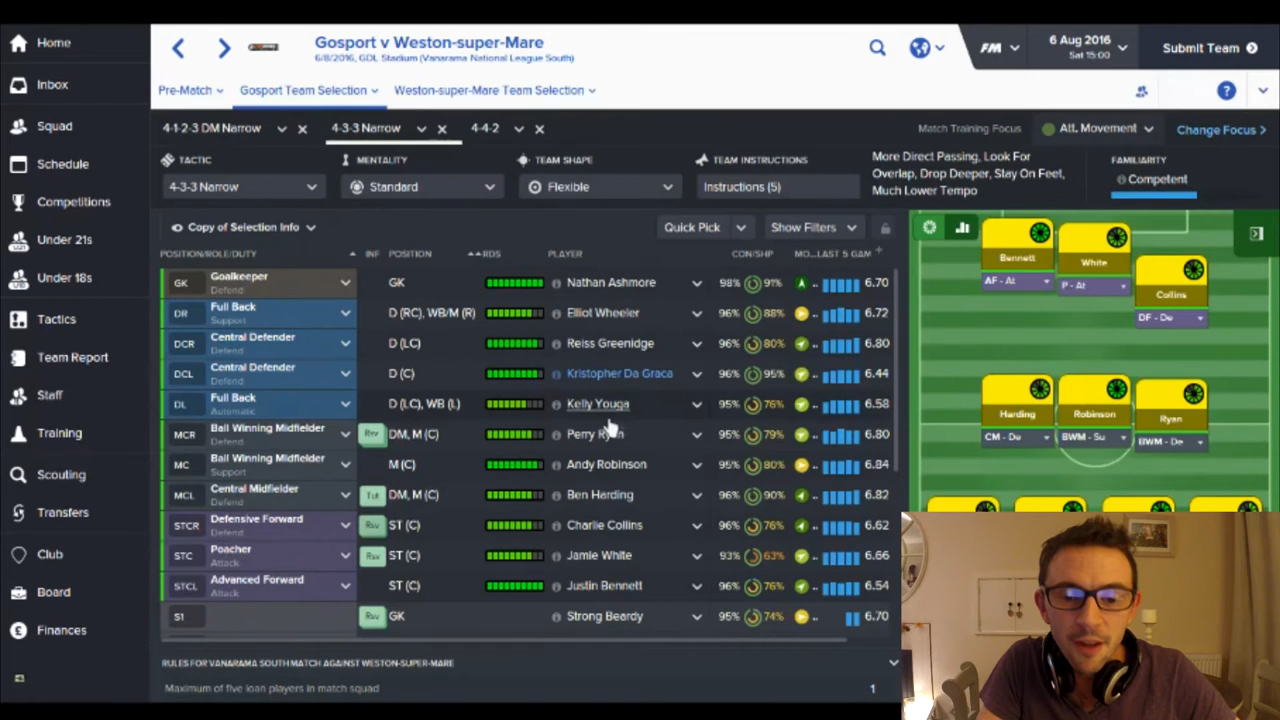 Home
Inbox
Squad
Schedule
Competitions
Under 21s
Under 18s
Tactics
Team Report
Staff
Training
Scouting
Transfers
Club
Board
Finances
Gosport v Weston-super-Mare
6/8/2016, GDL Stadium (Vanarama National League South)
FM
6 Aug 2016
Sat 15:00
Submit Team
Pre-Match
Gosport Team Selection
Weston-super-Mare Team Selection
?
4-1-2-3 DM Narrow
4-3-3 Narrow
4-4-2
Match Training Focus
Att. Movement
Change Focus
TACTIC
4-3-3 Narrow
MENTALITY
Standard
TEAM SHAPE
Flexible
TEAM INSTRUCTIONS
Instructions (5)
More Direct Passing, Look For
Overlap, Drop Deeper, Stay On Feet,
Much Lower Tempo
FAMILIARITY
Competent
Copy of Selection Info
Quick Pick
Show Filters
POSITION/ROLE/DUTY INF POSITION RDS PLAYER CON/SHP MO... LAST 5 GAM
GK Goalkeeper Defend GK Nathan Ashmore 98% 91% 6.70
DR Full Back Support D (RC), WB/M (R) Elliot Wheeler 96% 88% 6.72
DCR Central Defender Defend D (LC) Reiss Greenidge 96% 80% 6.80
DCL Central Defender Defend D (C) Kristopher Da Graca 96% 95% 6.44
DL Full Back Automatic D (LC), WB (L) Kelly Youga 95% 76% 6.58
MCR Ball Winning Midfielder Defend DM, M (C) Perry 95% 79% 6.80
MC Ball Winning Midfielder Support M (C) Andy Robinson 95% 80% 6.84
MCL Central Midfielder Defend Tut DM, M (C) Ben Harding 96% 90% 6.82
STCR Defensive Forward Defend ST (C) Charlie Collins 96% 76% 6.62
STC Poacher Attack ST (C) Jamie White 93% 63% 6.66
STCL Advanced Forward Attack ST (C) Justin Bennett 96% 76% 6.54
S1 GK Strong Beardy 95% 74% 6.70
RULES FOR VANARAMA SOUTH MATCH AGAINST WESTON-SUPER-MARE
Maximum of five loan players in match squad 1
Bennett
AF - At
White
P - At
Collins
DF - De
Harding
CM - De
Robinson
BWM - Su
Ryan
BWM - De